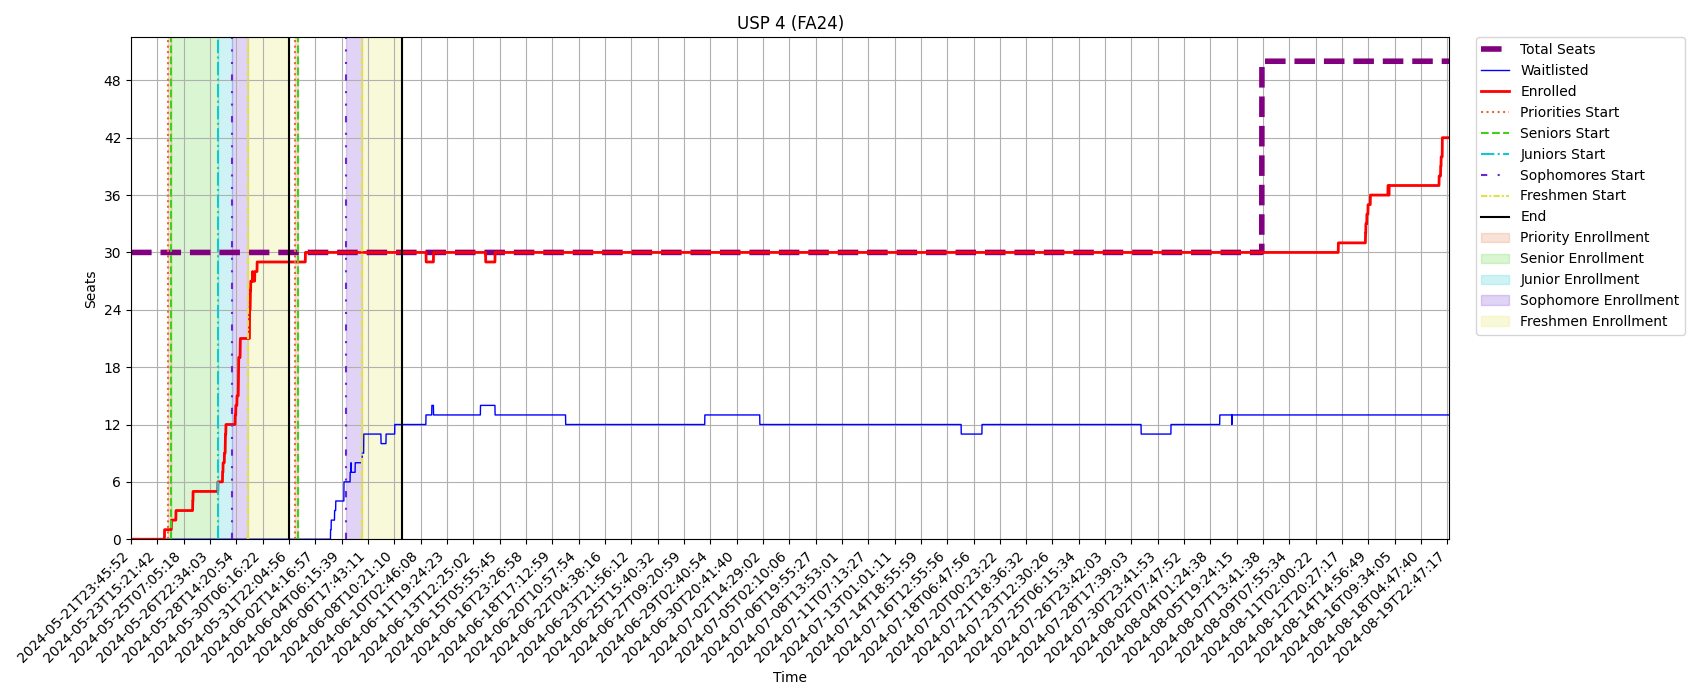 USP 4 (FA24)
Seats
48
42
36
30
24
18
12
6
0
2024-05-21T23:45:52
2024-05-23T15:21:42
2024-05-25T07:05:18
2024-05-26T22:34:03
2024-05-28T14:20:54
2024-05-30T06:16:22
2024-05-31T22:04:56
2024-06-02T14:16:57
2024-06-04T06:15:39
2024-06-06T17:43:11
2024-06-08T10:21:10
2024-06-10T02:46:08
2024-06-11T19:24:23
2024-06-13T13:25:02
2024-06-15T05:55:45
2024-06-16T23:26:58
2024-06-18T17:12:59
2024-06-20T10:57:54
2024-06-22T04:38:16
2024-06-23T21:56:12
2024-06-25T15:40:32
2024-06-27T09:20:59
2024-06-29T02:40:54
2024-06-30T20:41:40
2024-07-02T14:29:02
2024-07-05T02:10:06
2024-07-06T19:55:27
2024-07-08T13:53:01
2024-07-11T07:13:27
2024-07-13T01:01:11
2024-07-14T18:55:59
2024-07-16T12:55:56
2024-07-18T06:47:56
2024-07-20T00:23:22
2024-07-21T18:36:32
2024-07-23T12:30:26
2024-07-25T06:15:34
2024-07-26T23:42:03
2024-07-28T17:39:03
2024-07-30T23:41:53
2024-08-02T07:47:52
2024-08-04T01:24:38
2024-08-05T19:24:15
2024-08-07T13:41:38
2024-08-09T07:55:34
2024-08-11T02:00:22
2024-08-12T20:27:17
2024-08-14T14:56:49
2024-08-16T09:34:05
2024-08-18T04:47:40
2024-08-19T22:47:17
Time
Total Seats
Waitlisted
Enrolled
Priorities Start
Seniors Start
Juniors Start
Sophomores Start
Freshmen Start
End
Priority Enrollment
Senior Enrollment
Junior Enrollment
Sophomore Enrollment
Freshmen Enrollment